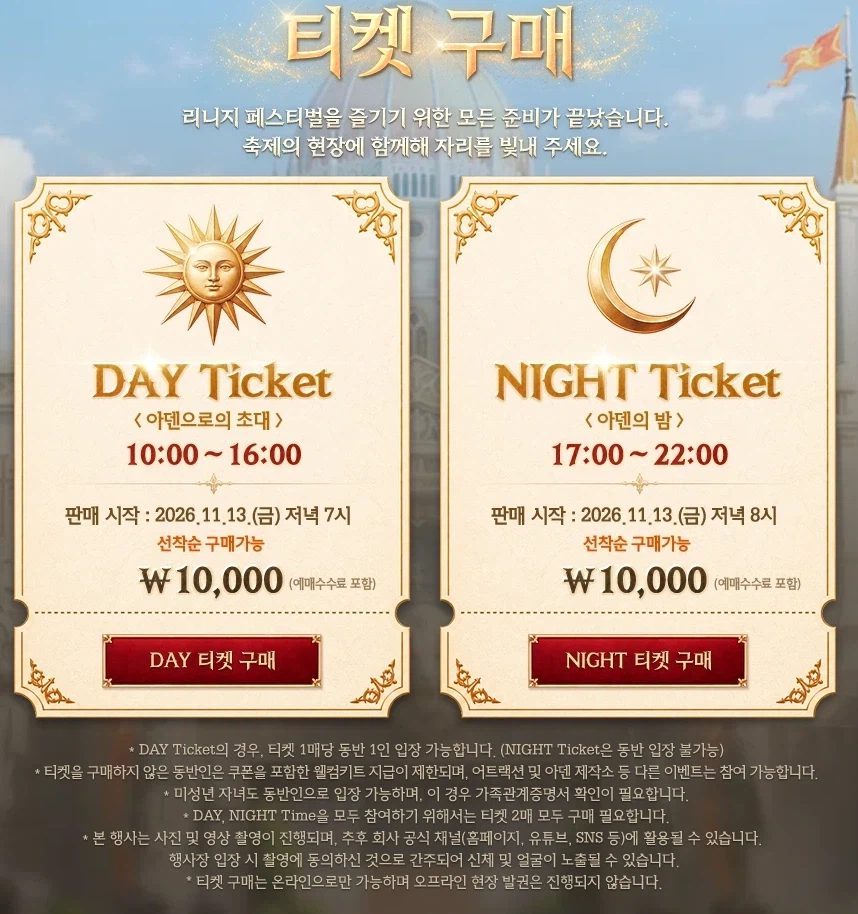 티켓 구매
리니지 페스티벌을 즐기기 위한 모든 준비가 끝났습니다.
축제의 현장에 함께해 자리를 빛내 주세요.
DAY Ticket
< 아덴으로의 초대 >
10:00 ~ 16:00
판매 시작 : 2026.11.13.(금) 저녁 7시
선착순 구매가능
₩10,000 (예매수수료 포함)
DAY 티켓 구매
NIGHT Ticket
< 아덴의 밤 >
17:00 ~ 22:00
판매 시작 : 2026.11.13.(금) 저녁 8시
선착순 구매가능
₩10,000 (예매수수료 포함)
NIGHT 티켓 구매
* DAY Ticket의 경우, 티켓 1매당 동반 1인 입장 가능합니다. (NIGHT Ticket은 동반 입장 불가능)
* 티켓을 구매하지 않은 동반인은 쿠폰을 포함한 웰컴키트 지급이 제한되며, 어트랙션 및 아덴 제작소 등 다른 이벤트는 참여 가능합니다.
* 미성년 자녀도 동반인으로 입장 가능하며, 이 경우 가족관계증명서 확인이 필요합니다.
* DAY, NIGHT Time을 모두 참여하기 위해서는 티켓 2매 모두 구매 필요합니다.
* 본 행사는 사진 및 영상 촬영이 진행되며, 추후 회사 공식 채널(홈페이지, 유튜브, SNS 등)에 활용될 수 있습니다.
행사장 입장 시 촬영에 동의하신 것으로 간주되어 신체 및 얼굴이 노출될 수 있습니다.
* 티켓 구매는 온라인으로만 가능하며 오프라인 현장 발권은 진행되지 않습니다.